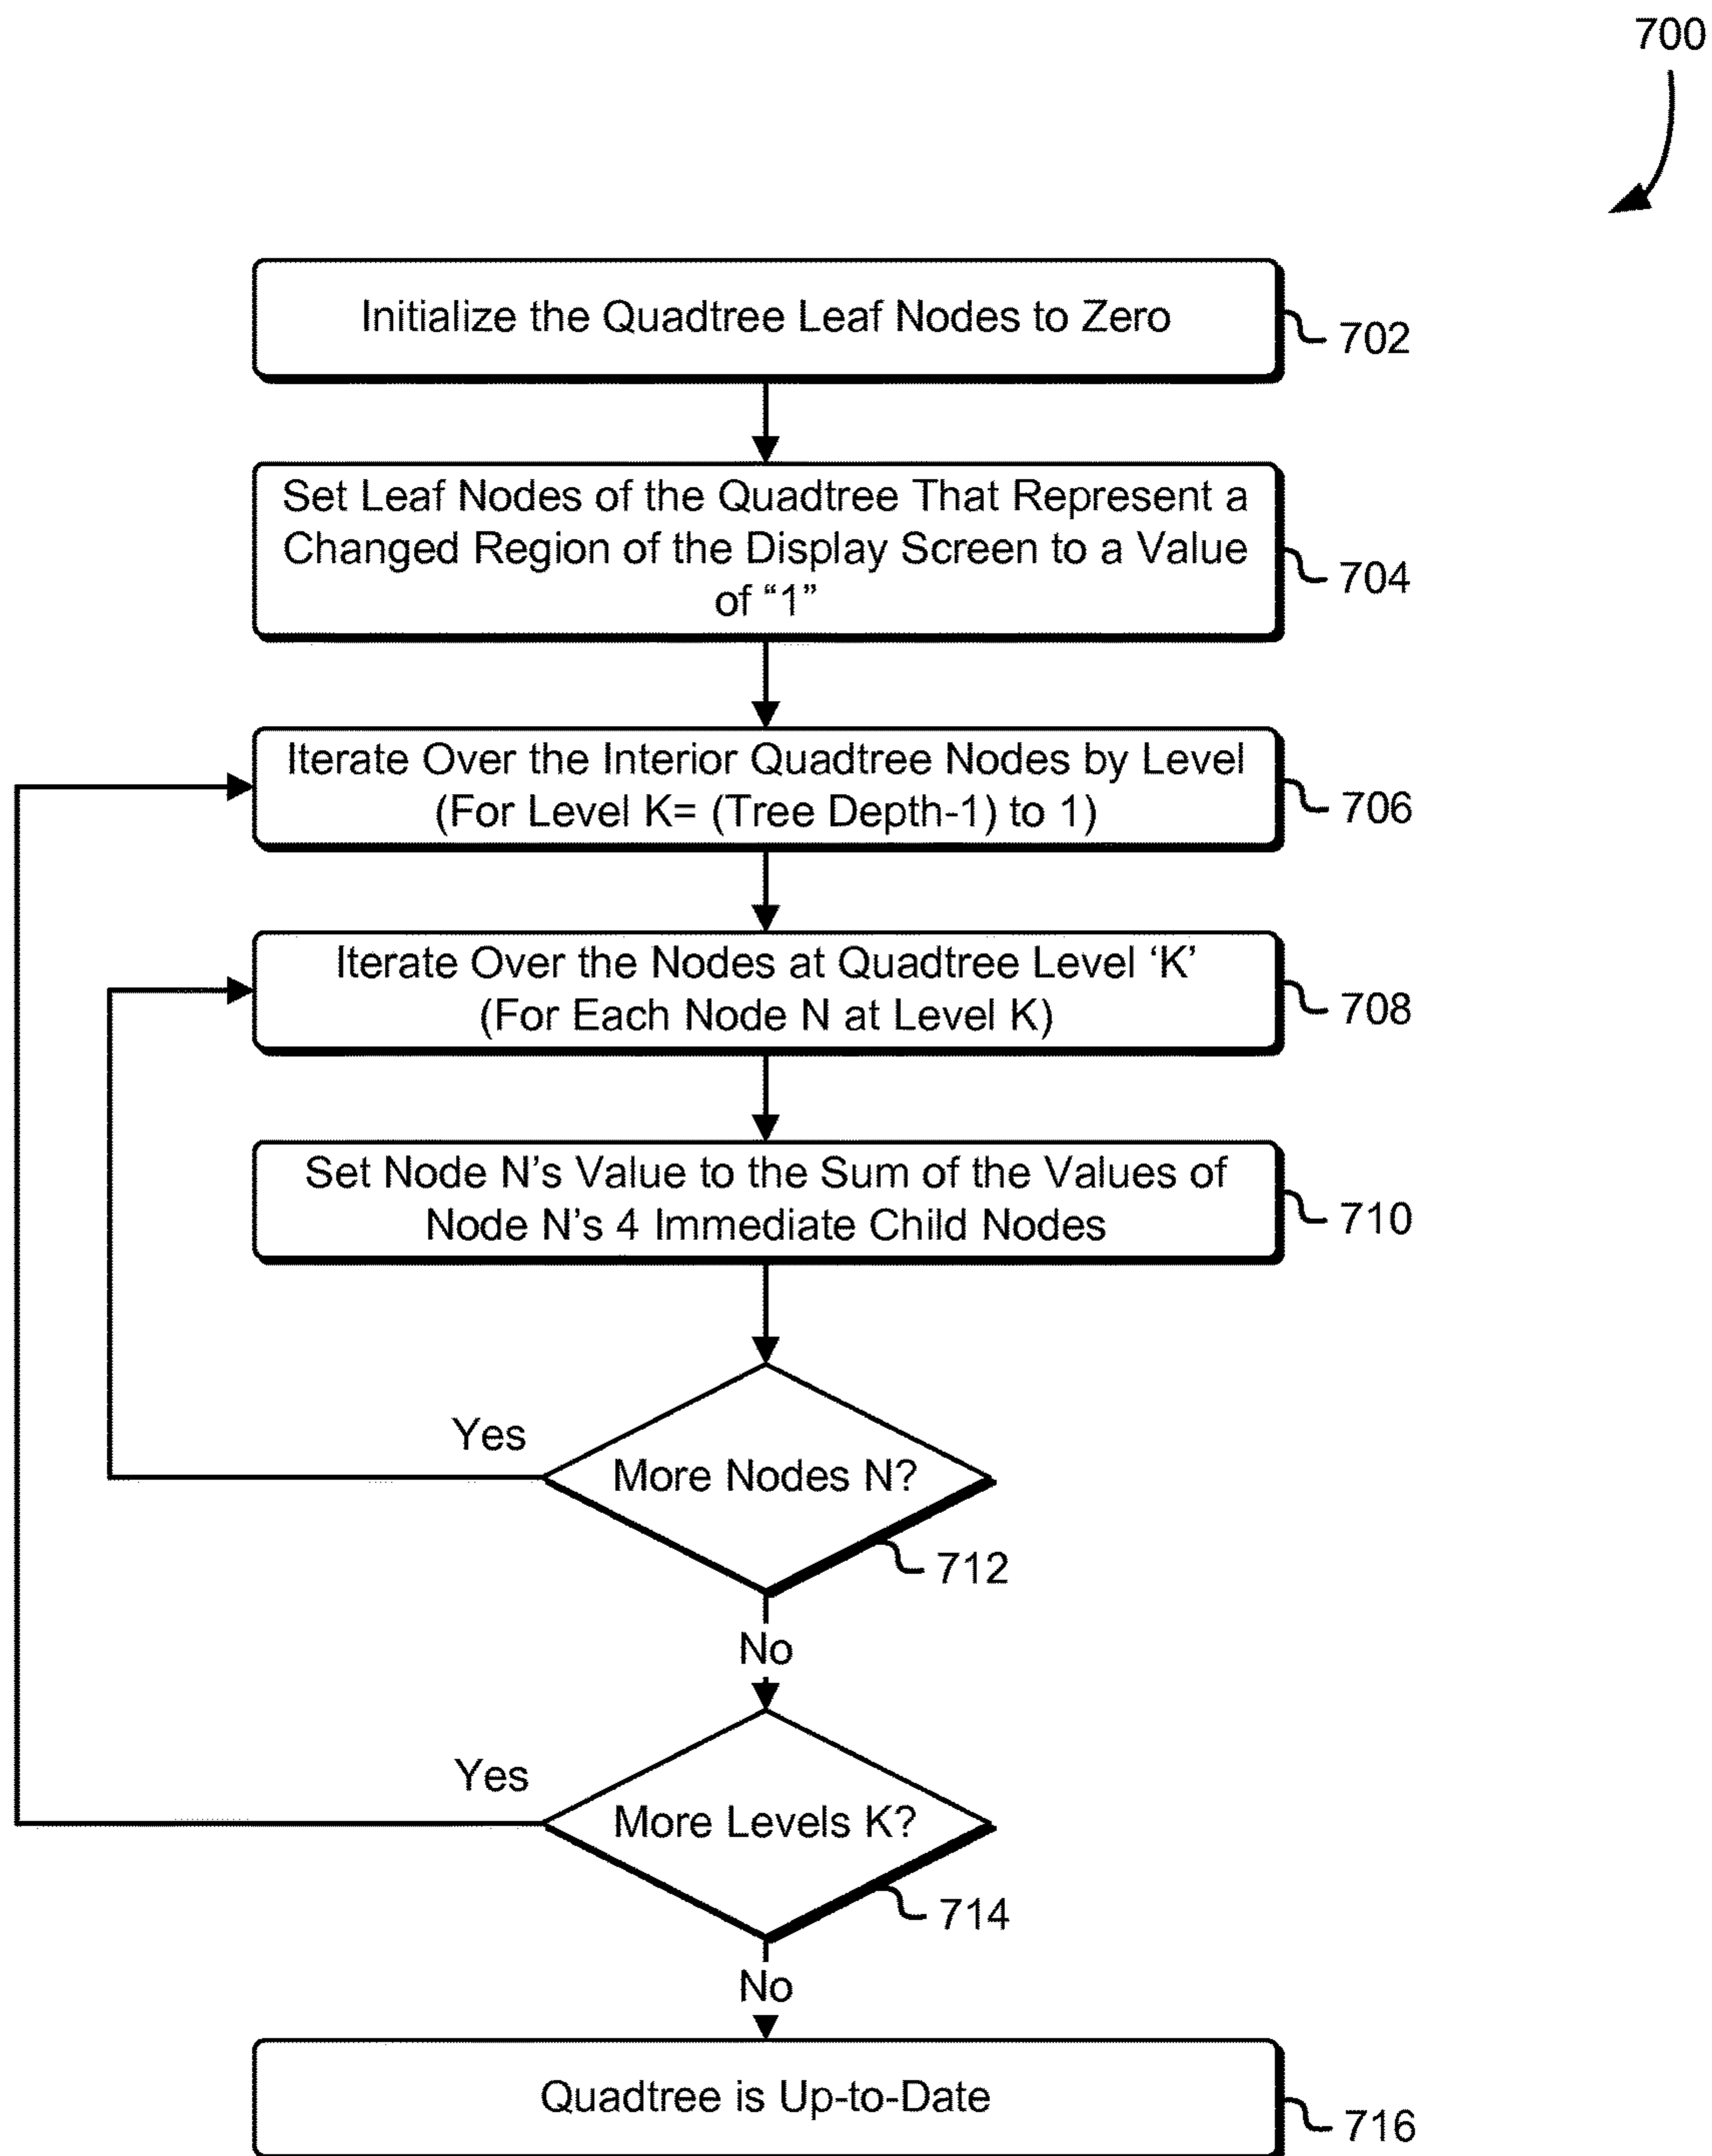 700
Initialize the Quadtree Leaf Nodes to Zero
702
Set Leaf Nodes of the Quadtree That Represent a
Changed Region of the Display Screen to a Value
of “1”
704
Iterate Over the Interior Quadtree Nodes by Level
(For Level K= (Tree Depth-1) to 1)
706
Iterate Over the Nodes at Quadtree Level ‘K’
(For Each Node N at Level K)
708
Set Node N’s Value to the Sum of the Values of
Node N’s 4 Immediate Child Nodes
710
Yes
More Nodes N?
712
No
Yes
More Levels K?
714
No
Quadtree is Up-to-Date
716